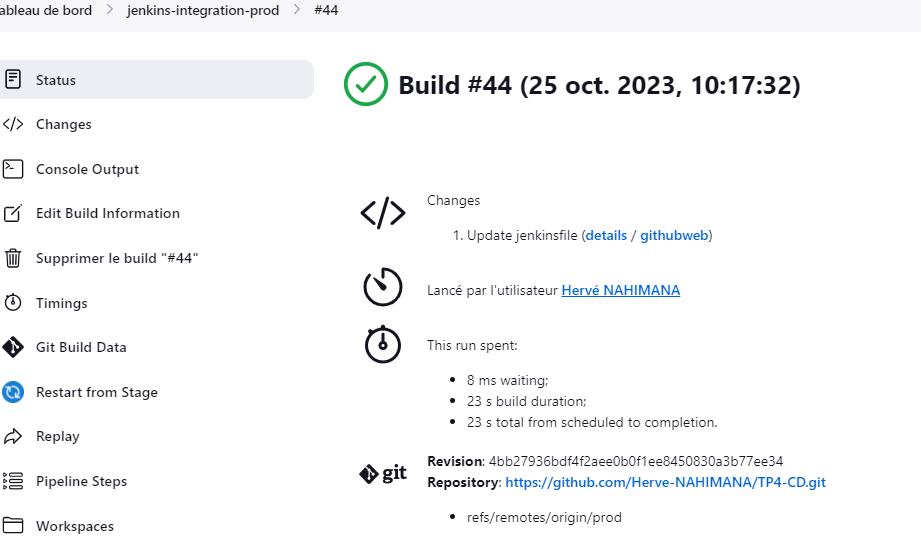 ableau de bord > jenkins-integration-prod > #44
Status
Changes
Console Output
Edit Build Information
Supprimer le build "#44"
Timings
Git Build Data
Restart from Stage
Replay
Pipeline Steps
Workspaces
Build #44 (25 oct. 2023, 10:17:32)
Changes
1. Update jenkinsfile (details / githubweb)
Lancé par l'utilisateur Hervé NAHIMANA
This run spent:
• 8 ms waiting;
• 23 s build duration;
• 23 s total from scheduled to completion.
git
Revision: 4bb27936bdf4f2aee0b0f1ee8450830a3b77ee34
Repository: https://github.com/Herve-NAHIMANA/TP4-CD.git
• refs/remotes/origin/prod